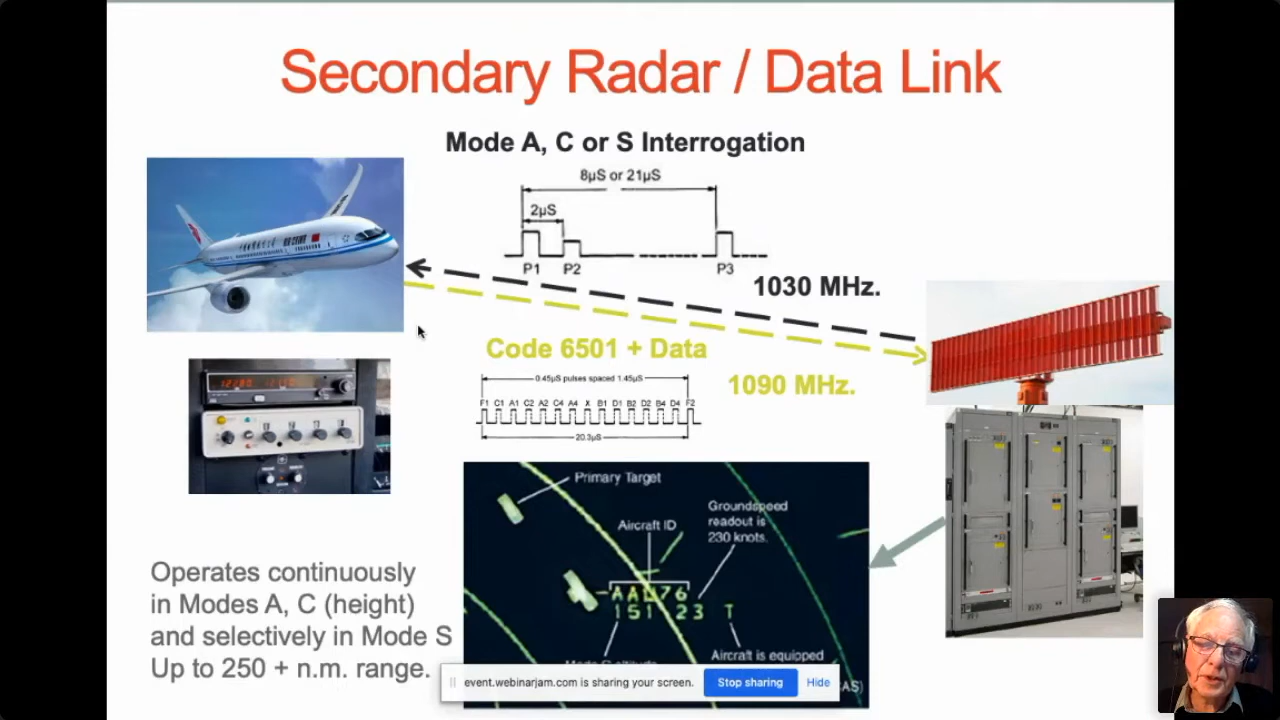 Secondary Radar / Data Link
Mode A, C or S Interrogation
8µS or 21µS
2µS
P1 P2 P3
1030 MHz.
Code 6501 + Data
1090 MHz.
0.45µS pulses spaced 1.45µS
F1 C1 A1 C2 A2 C4 A4 X B1 D1 B2 D2 B4 D4 F2
20.3µS
Primary Target
Aircraft ID
Groundspeed
readout is
230 knots.
151 23 T
Aircraft is equipped
Operates continuously
in Modes A, C (height)
and selectively in Mode S
Up to 250 + n.m. range.
event.webinarjam.com is sharing your screen.
Stop sharing
Hide